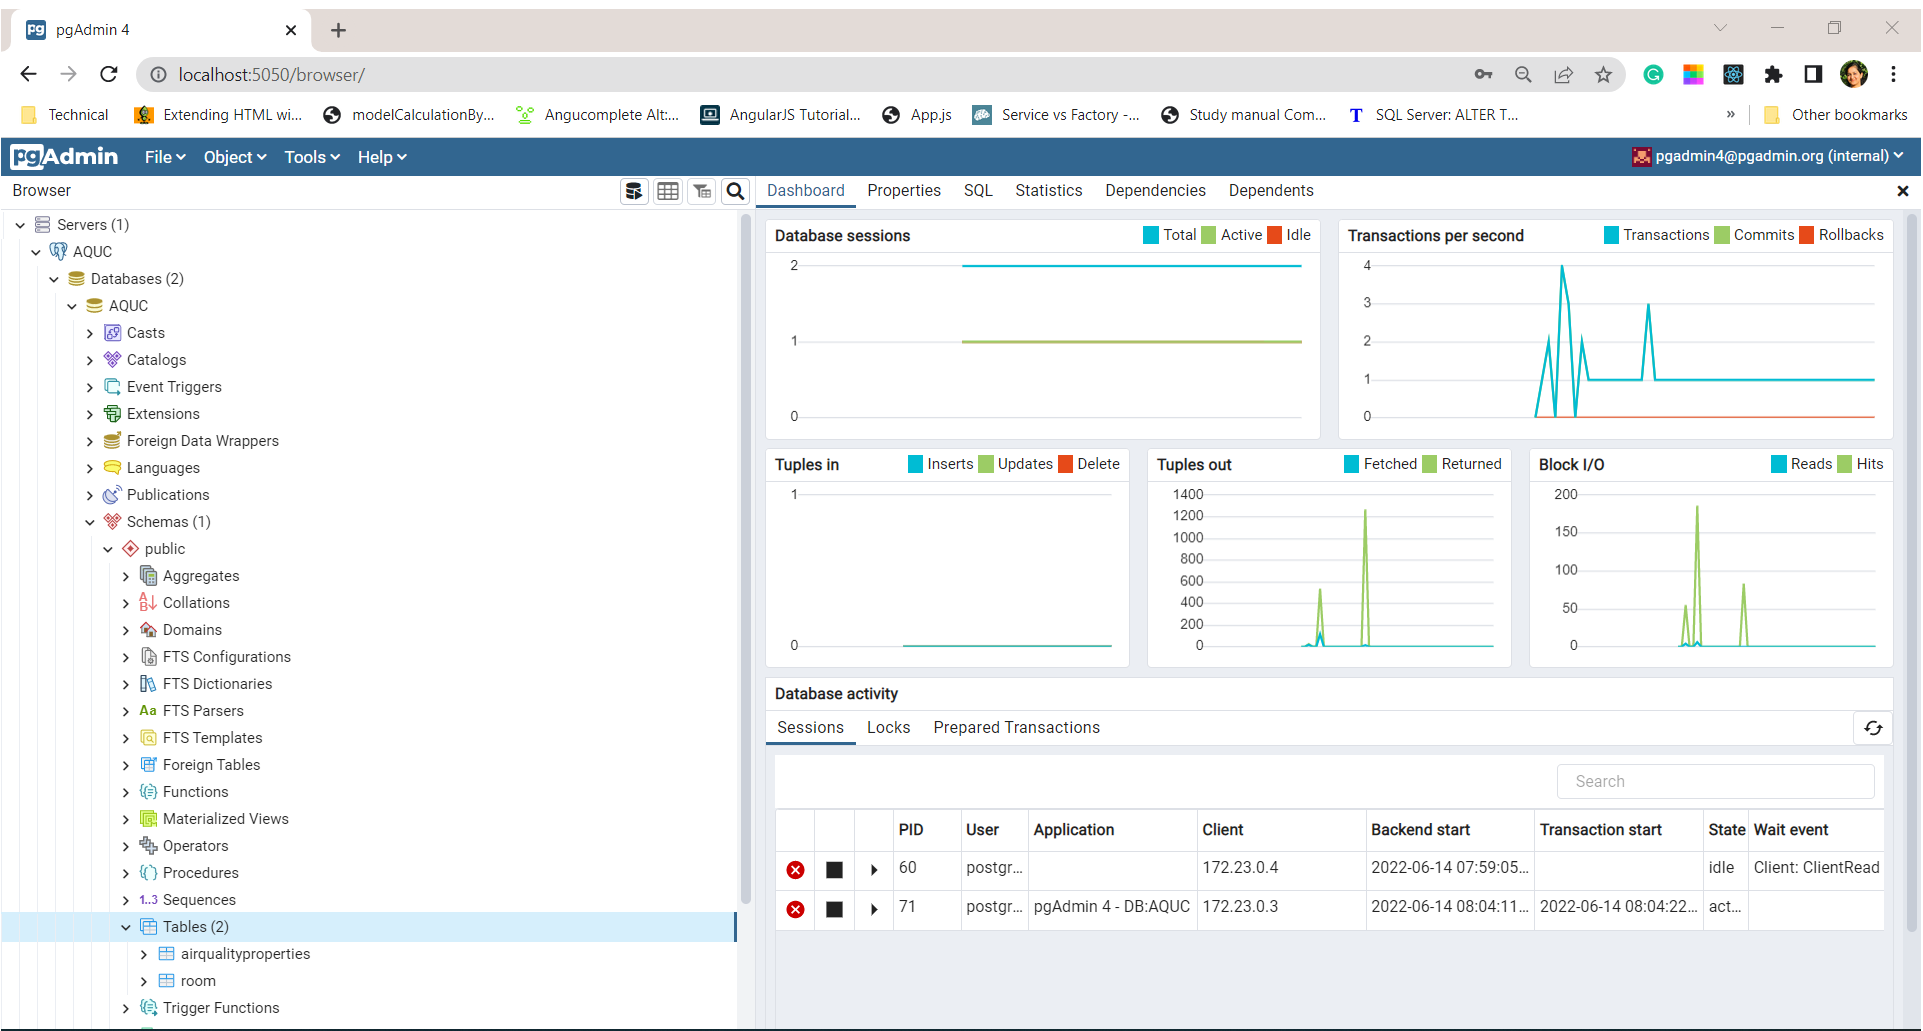 pgAdmin 4
localhost:5050/browser/
Technical
Extending HTML wi...
modelCalculationBy...
Angucomplete Alt:...
AngularJS Tutorial...
App.js
Service vs Factory -...
Study manual Com...
SQL Server: ALTER T...
»
Other bookmarks
pgAdmin
File
Object
Tools
Help
pgadmin4@pgadmin.org (internal)
Browser
Dashboard
Properties
SQL
Statistics
Dependencies
Dependents
Servers (1)
AQUC
Databases (2)
AQUC
Casts
Catalogs
Event Triggers
Extensions
Foreign Data Wrappers
Languages
Publications
Schemas (1)
public
Aggregates
Collations
Domains
FTS Configurations
FTS Dictionaries
Aa FTS Parsers
FTS Templates
Foreign Tables
Functions
Materialized Views
Operators
Procedures
1..3 Sequences
Tables (2)
airqualityproperties
room
Trigger Functions
Database sessions
Total
Active
Idle
2
1
0
Transactions per second
Transactions
Commits
Rollbacks
4
3
2
1
0
Tuples in
Inserts
Updates
Delete
1
0
Tuples out
Fetched
Returned
1400
1200
1000
800
600
400
200
0
Block I/O
Reads
Hits
200
150
100
50
0
Database activity
Sessions
Locks
Prepared Transactions
Search
PID User Application Client Backend start Transaction start State Wait event
60 postgr... 172.23.0.4 2022-06-14 07:59:05... idle Client: ClientRead
71 postgr... pgAdmin 4 - DB:AQUC 172.23.0.3 2022-06-14 08:04:11... 2022-06-14 08:04:22... act...